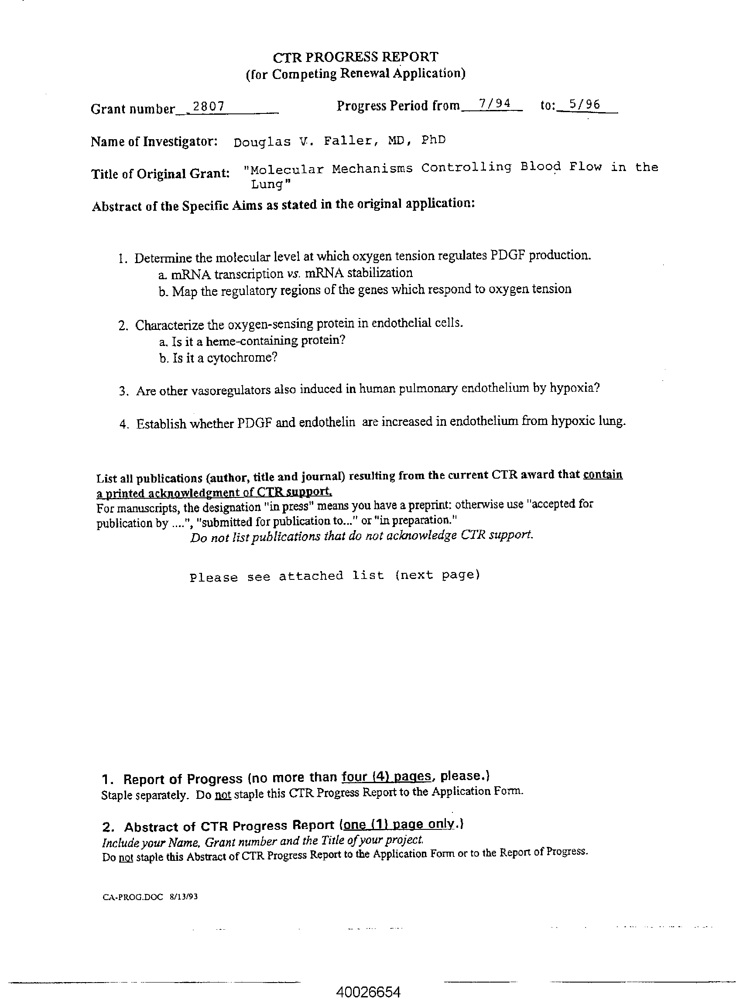 CTR PROGRESS REPORT
(for Competing Renewal Application)
Grant number 2807 Progress Period from 7/94 to: 5/96
Name of Investigator: Douglas V. Faller, MD, PhD
Title of Original Grant: "Molecular Mechanisms Controlling Blood Flow in the
Lung"
Abstract of the Specific Aims as stated in the original application:
1. Determine the molecular level at which oxygen tension regulates PDGF production.
a. mRNA transcription vs. mRNA stabilization
b. Map the regulatory regions of the genes which respond to oxygen tension
2. Characterize the oxygen-sensing protein in endothelial cells.
a. Is it a heme-containing protein?
b. Is it a cytochrome?
3. Are other vasoregulators also induced in human pulmonary endothelium by hypoxia?
4. Establish whether PDGF and endothelin are increased in endothelium from hypoxic lung.
List all publications (author, title and journal) resulting from the current CTR award that contain
a printed acknowledgment of CTR support.
For manuscripts, the designation "in press" means you have a preprint: otherwise use "accepted for
publication by ....", "submitted for publication to..." or "in preparation."
Do not list publications that do not acknowledge CTR support.
Please see attached list (next page)
1. Report of Progress (no more than four (4) pages, please.)
Staple separately. Do not staple this CTR Progress Report to the Application Form.
2. Abstract of CTR Progress Report (one (1) page only.)
Include your Name, Grant number and the Title of your project.
Do not staple this Abstract of CTR Progress Report to the Application Form or to the Report of Progress.
CA-PROG.DOC 8/13/93
40026654